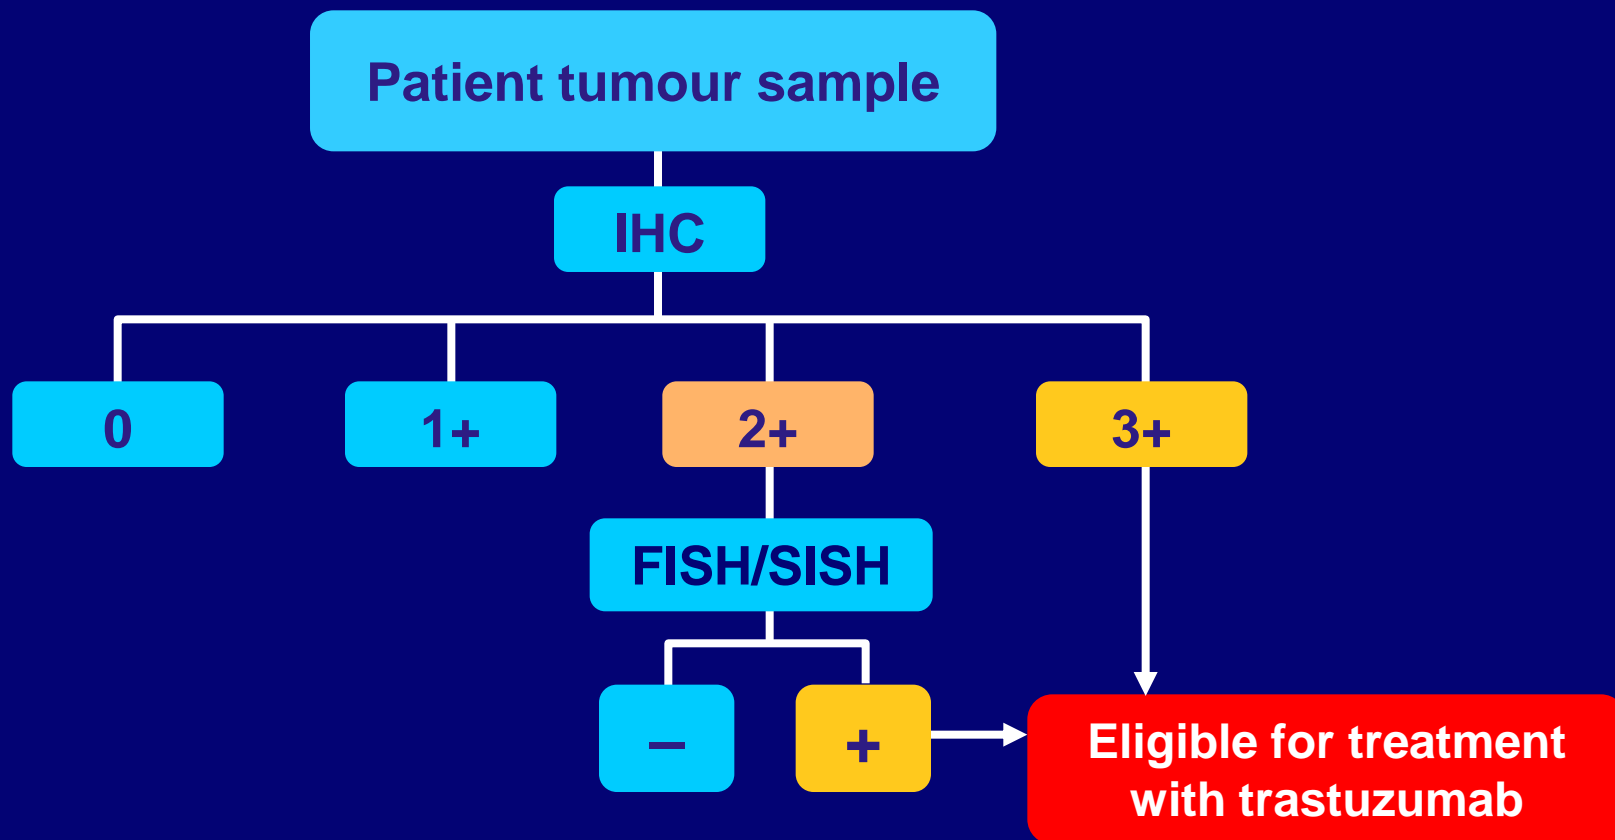 Patient tumour sample
IHC
0
1+
2+
3+
FISH/SISH
–
+
Eligible for treatment
with trastuzumab